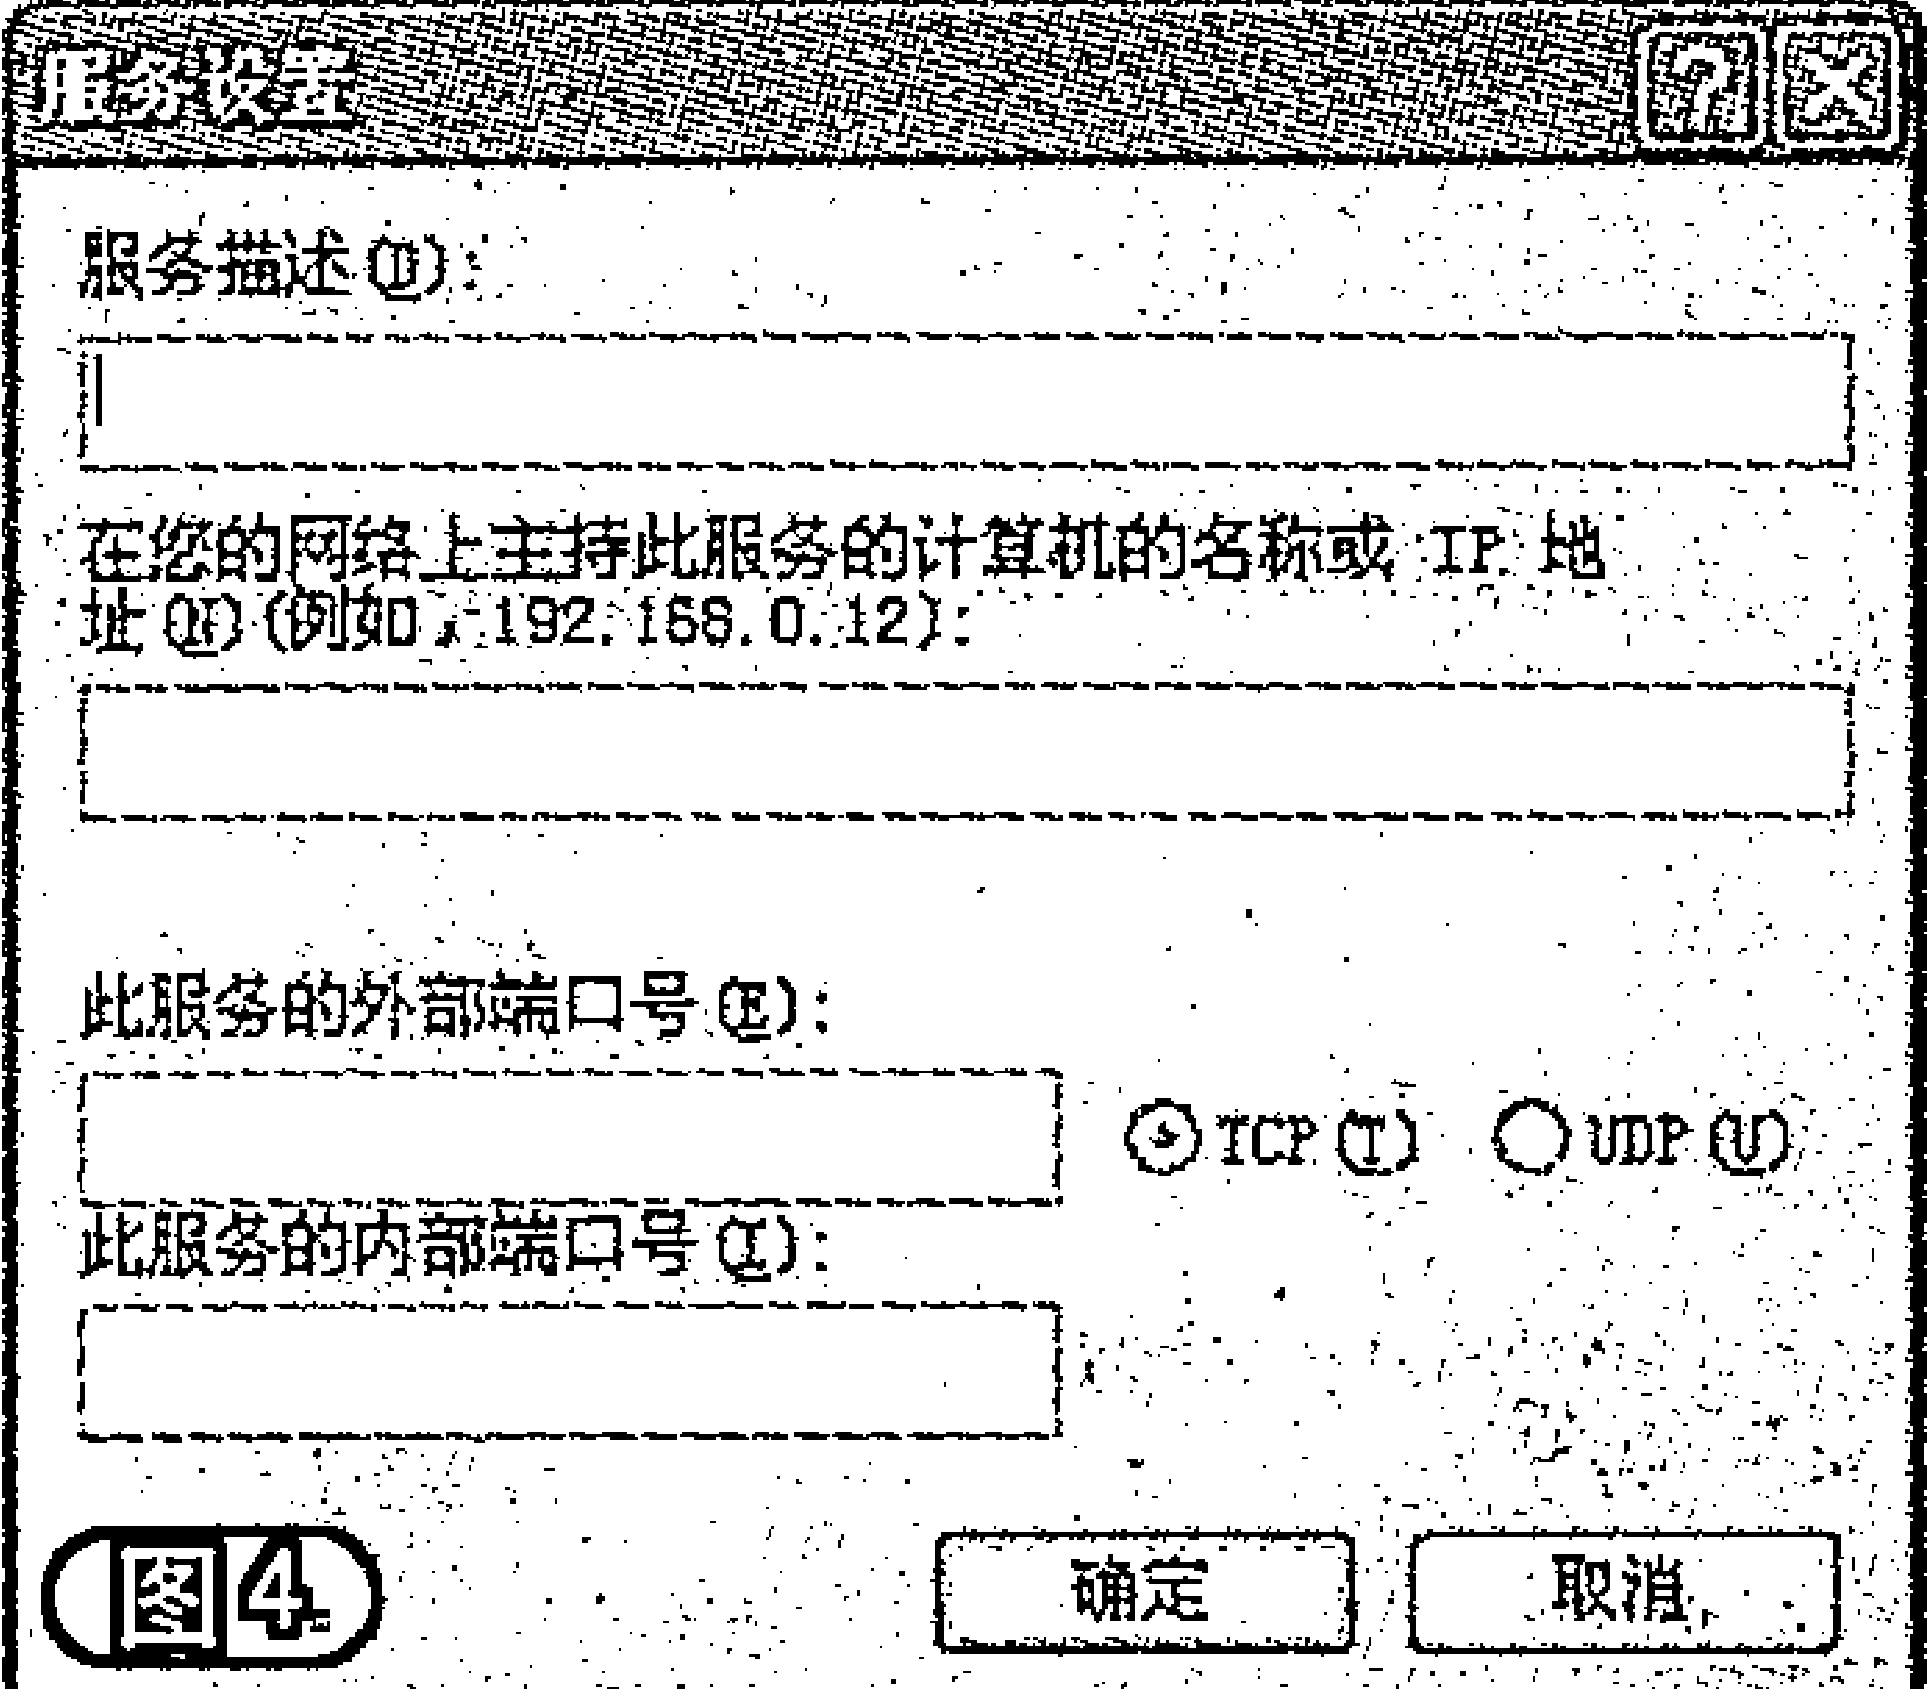 服务设置
服务描述(D):
在您的网络上主持此服务的计算机的名称或 IP 地
址(N)(例如，192.168.0.12):
此服务的外部端口号(E):
TCP(T) UDP(U)
此服务的内部端口号(I):
图4
确定 取消